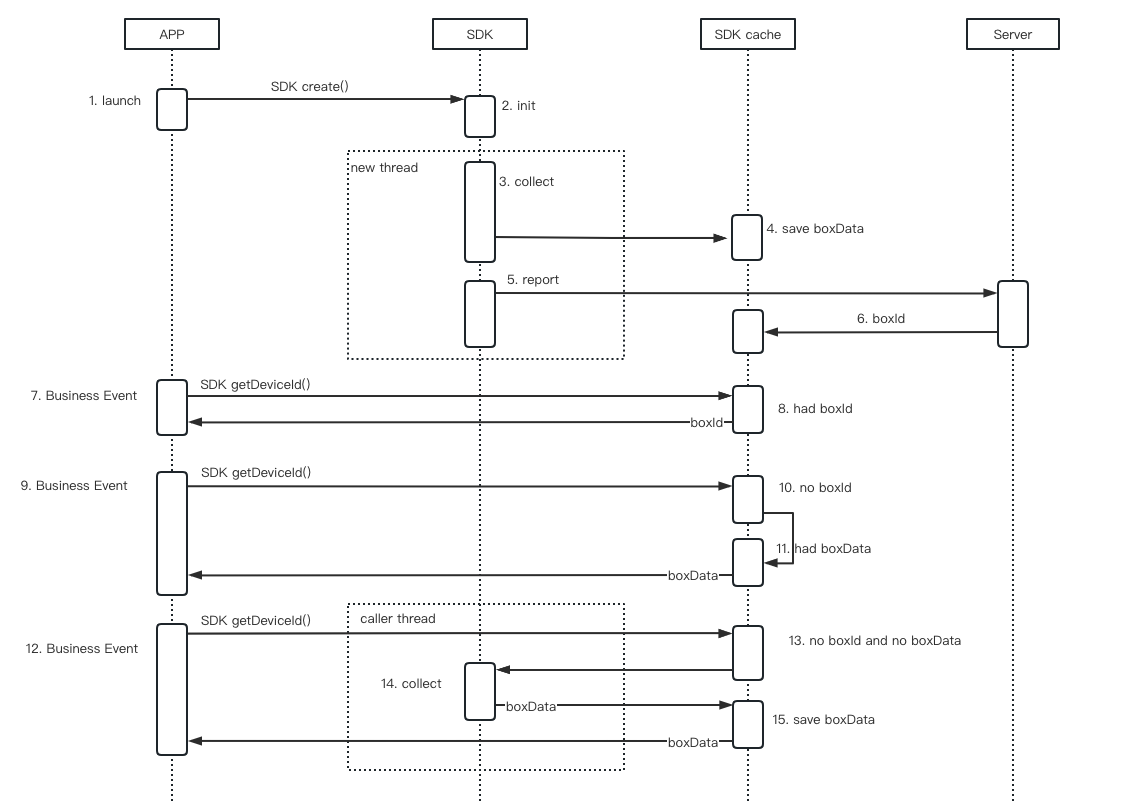 APP
SDK
SDK cache
Server
SDK create()
1. launch
2. init
new thread
3. collect
4. save boxData
5. report
6. boxId
SDK getDeviceId()
7. Business Event
8. had boxId
boxId
SDK getDeviceId()
9. Business Event
10. no boxId
11. had boxData
boxData
SDK getDeviceId()
caller thread
12. Business Event
13. no boxId and no boxData
14. collect
boxData
15. save boxData
boxData